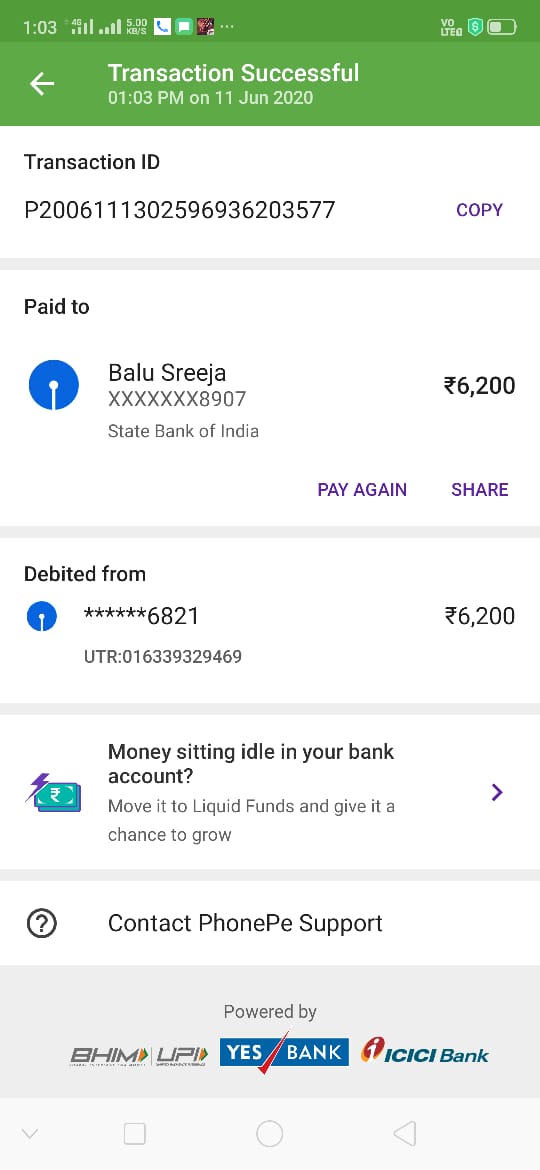 1:03
4G
5.00
KB/S
VO
LTE
Transaction Successful
01:03 PM on 11 Jun 2020
Transaction ID
P2006111302596936203577
COPY
Paid to
Balu Sreeja
₹6,200
XXXXXXX8907
State Bank of India
PAY AGAIN
SHARE
Debited from
******6821
₹6,200
UTR:016339329469
Money sitting idle in your bank
account?
Move it to Liquid Funds and give it a
chance to grow
Contact PhonePe Support
Powered by
BHIM UPI YES BANK ICICI Bank